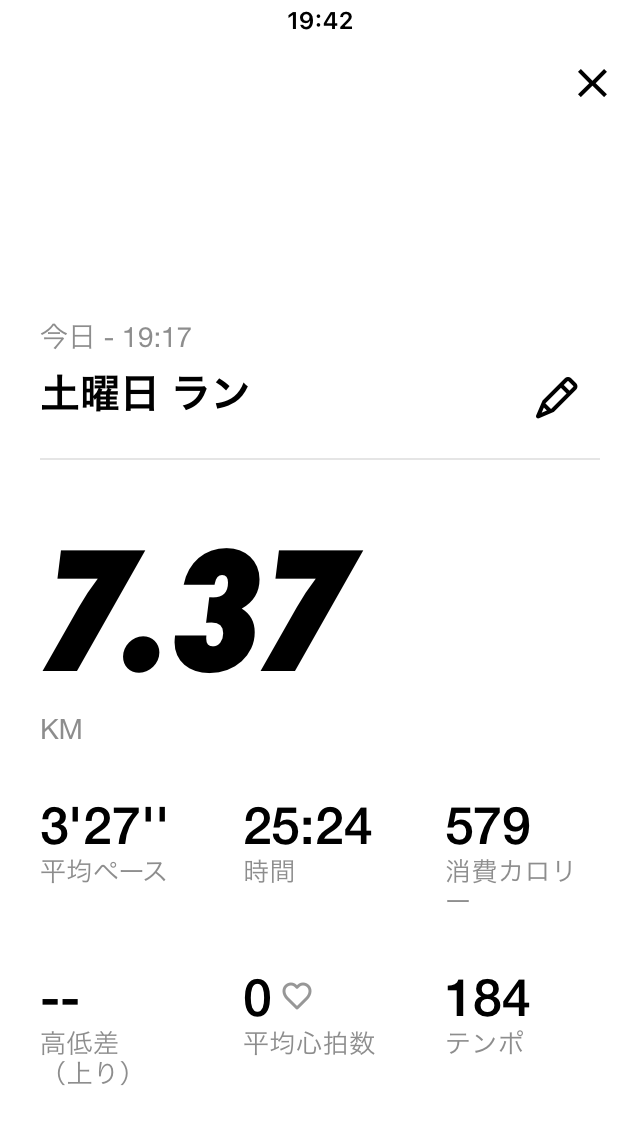 19:42
今日 - 19:17
土曜日 ラン
7.37
KM
3'27''
25:24
579
平均ペース
時間
消費カロリ
ー
--
0
184
高低差
（上り）
平均心拍数
テンポ